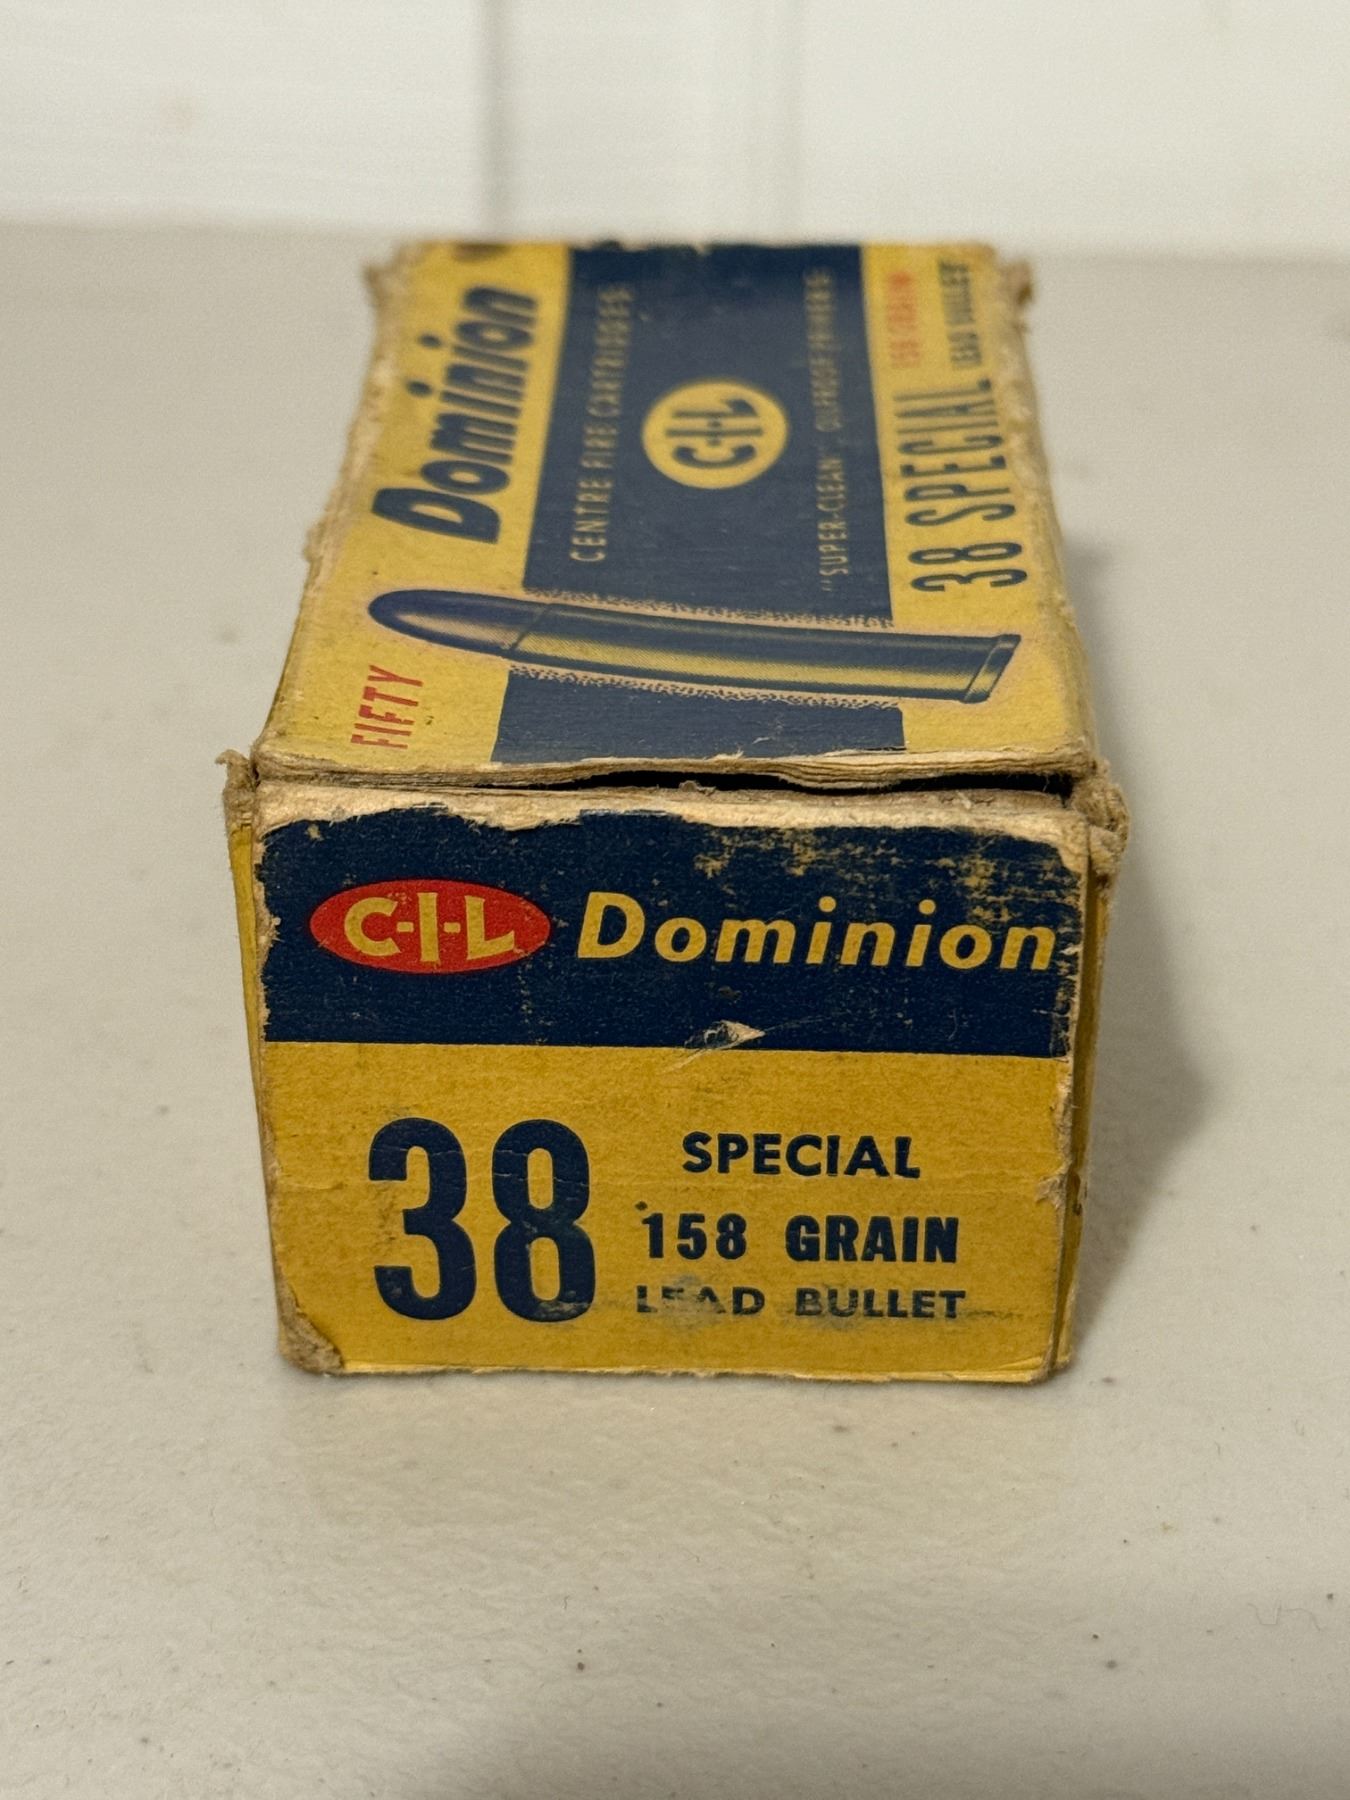 Dominion
CENTRE FIRE CARTRIDGES
C-I-L
"SUPER-CLEAN" OILPROOF PRIMERS
38 SPECIAL
158 GRAIN
LEAD BULLET
FIFTY
C-I-L Dominion
38
SPECIAL
158 GRAIN
LEAD BULLET